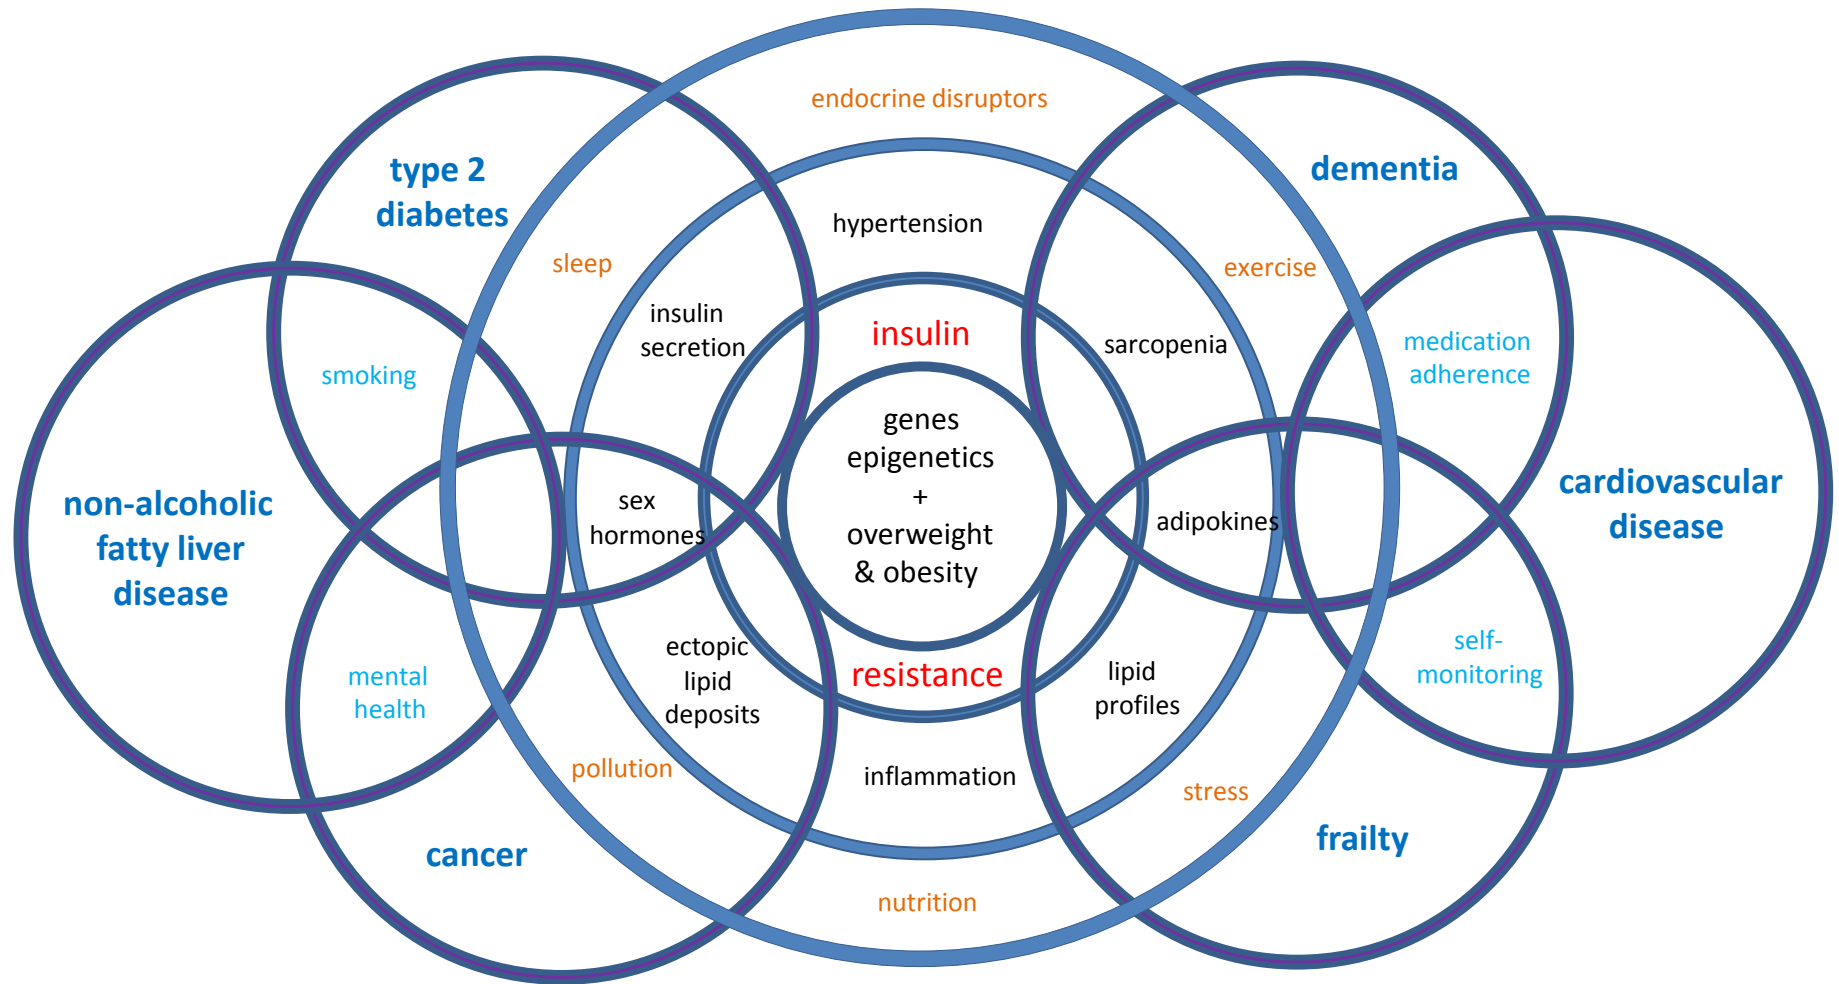 endocrine disruptors
type 2
diabetes
dementia
hypertension
sleep
exercise
insulin
secretion
insulin
sarcopenia
medication
adherence
smoking
genes
epigenetics
+
overweight
& obesity
non-alcoholic
fatty liver
disease
sex
hormones
adipokines
cardiovascular
disease
ectopic
lipid
deposits
resistance
lipid
profiles
self-
monitoring
mental
health
pollution
inflammation
stress
cancer
frailty
nutrition